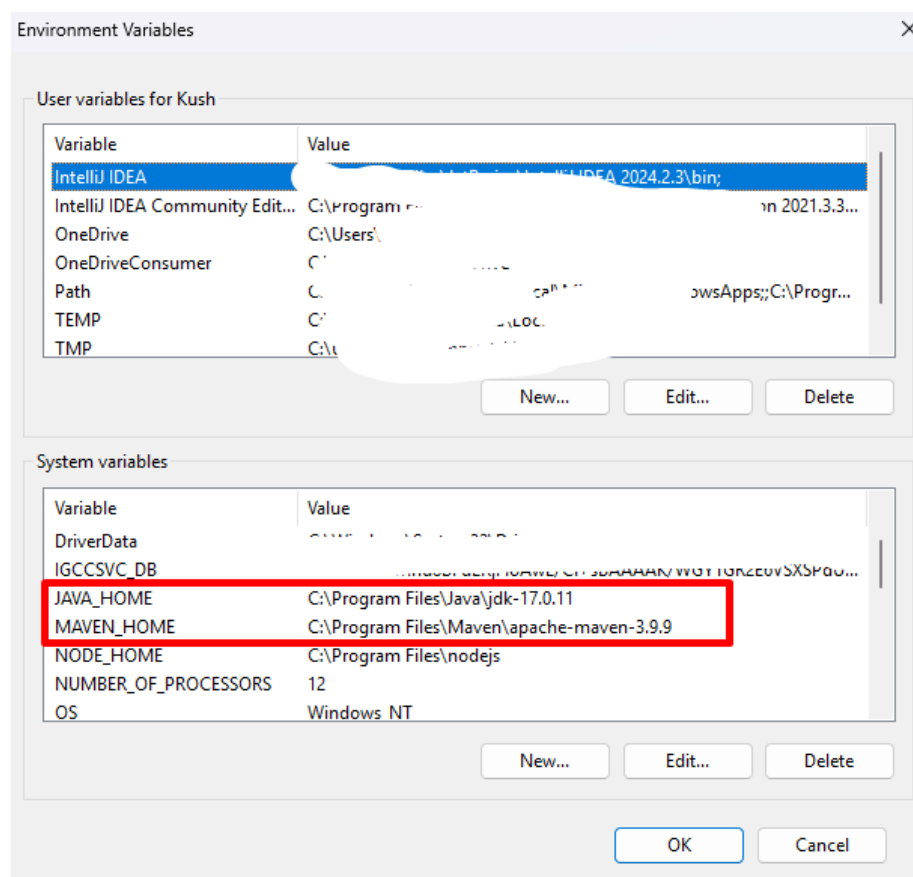 Environment Variables
User variables for Kush
Variable Value
IntelliJ IDEA 2024.2.3\bin;
IntelliJ IDEA Community Edit... C:\Program on 2021.3.3...
OneDrive C:\Users\
OneDriveConsumer
Path owsApps;;C:\Progr...
TEMP
TMP
New... Edit... Delete
System variables
Variable Value
DriverData
IGCCSVC_DB
JAVA_HOME C:\Program Files\Java\jdk-17.0.11
MAVEN_HOME C:\Program Files\Maven\apache-maven-3.9.9
NODE_HOME C:\Program Files\nodejs
NUMBER_OF_PROCESSORS 12
OS Windows_NT
New... Edit... Delete
OK Cancel